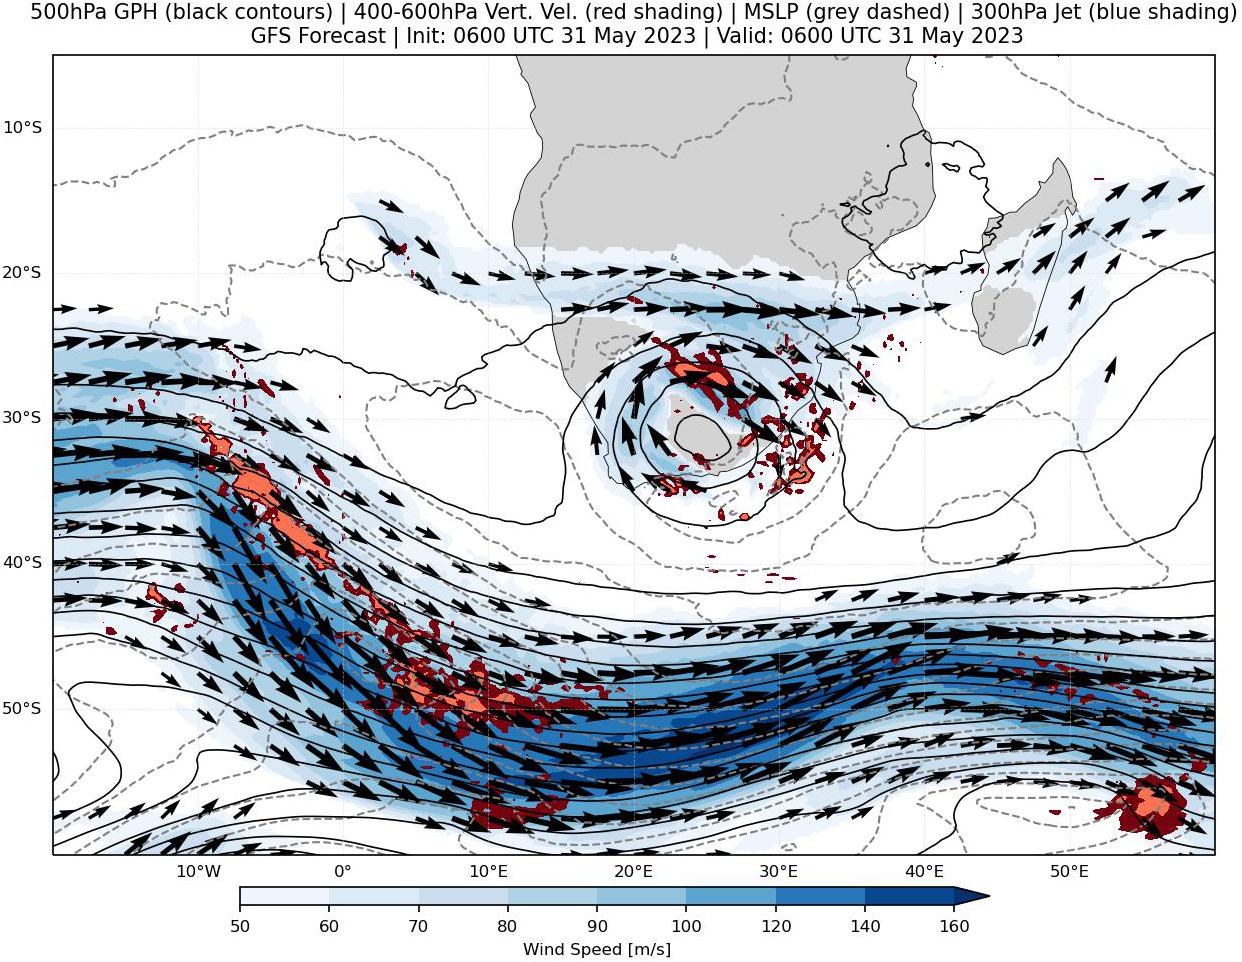 500hPa GPH (black contours) | 400-600hPa Vert. Vel. (red shading) | MSLP (grey dashed) | 300hPa Jet (blue shading)
GFS Forecast | Init: 0600 UTC 31 May 2023 | Valid: 0600 UTC 31 May 2023
10°S
20°S
30°S
40°S
50°S
10°W 0° 10°E 20°E 30°E 40°E 50°E
50 60 70 80 90 100 120 140 160
Wind Speed [m/s]